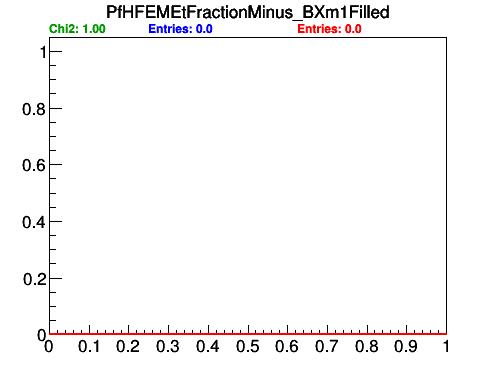 PfHFEMEtFractionMinus_BXm1Filled
Chi2: 1.00 Entries: 0.0 Entries: 0.0
1
0.8
0.6
0.4
0.2
0
0 0.1 0.2 0.3 0.4 0.5 0.6 0.7 0.8 0.9 1